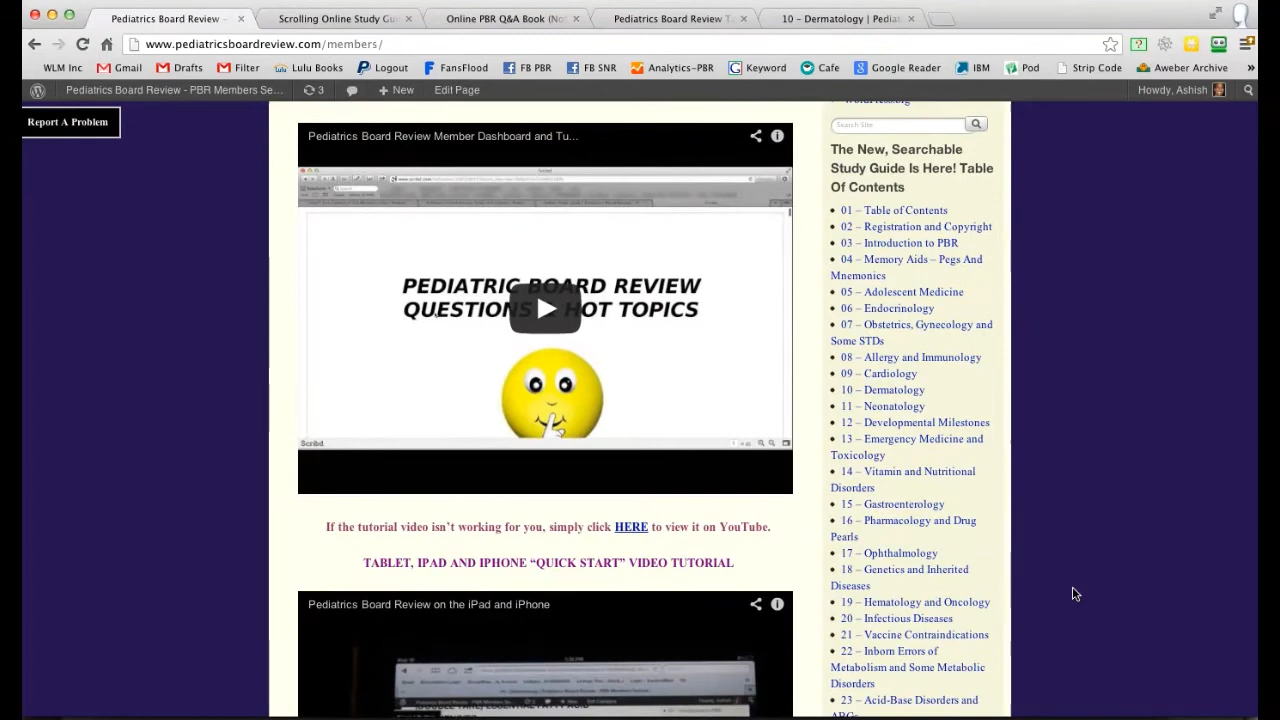 Pediatrics Board Review -
Scrolling Online Study Gu
Online PBR Q&A Book (No
Pediatrics Board Review T
10 – Dermatology | Pediat
www.pediatricsboardreview.com/members/
WLM Inc
Gmail
Drafts
Filter
Lulu Books
Logout
FansFlood
FB PBR
FB SNR
Analytics-PBR
Keyword
Cafe
Google Reader
IBM
Pod
Strip Code
Aweber Archive
Pediatrics Board Review - PBR Members Se...
3
New
Edit Page
Howdy, Ashish
Report A Problem
WordPress.org
Search Site
Pediatrics Board Review Member Dashboard and Tu...
PEDIATRIC BOARD REVIEW
QUESTIONS HOT TOPICS
Scribd.
If the tutorial video isn't working for you, simply click HERE to view it on YouTube.
TABLET, IPAD AND IPHONE “QUICK START” VIDEO TUTORIAL
Pediatrics Board Review on the iPad and iPhone
The New, Searchable
Study Guide Is Here! Table
Of Contents
01 – Table of Contents
02 – Registration and Copyright
03 – Introduction to PBR
04 – Memory Aids – Pegs And
Mnemonics
05 – Adolescent Medicine
06 – Endocrinology
07 – Obstetrics, Gynecology and
Some STDs
08 – Allergy and Immunology
09 – Cardiology
10 – Dermatology
11 – Neonatology
12 – Developmental Milestones
13 – Emergency Medicine and
Toxicology
14 – Vitamin and Nutritional
Disorders
15 – Gastroenterology
16 – Pharmacology and Drug
Pearls
17 – Ophthalmology
18 – Genetics and Inherited
Diseases
19 – Hematology and Oncology
20 – Infectious Diseases
21 – Vaccine Contraindications
22 – Inborn Errors of
Metabolism and Some Metabolic
Disorders
23 – Acid-Base Disorders and
ABGs